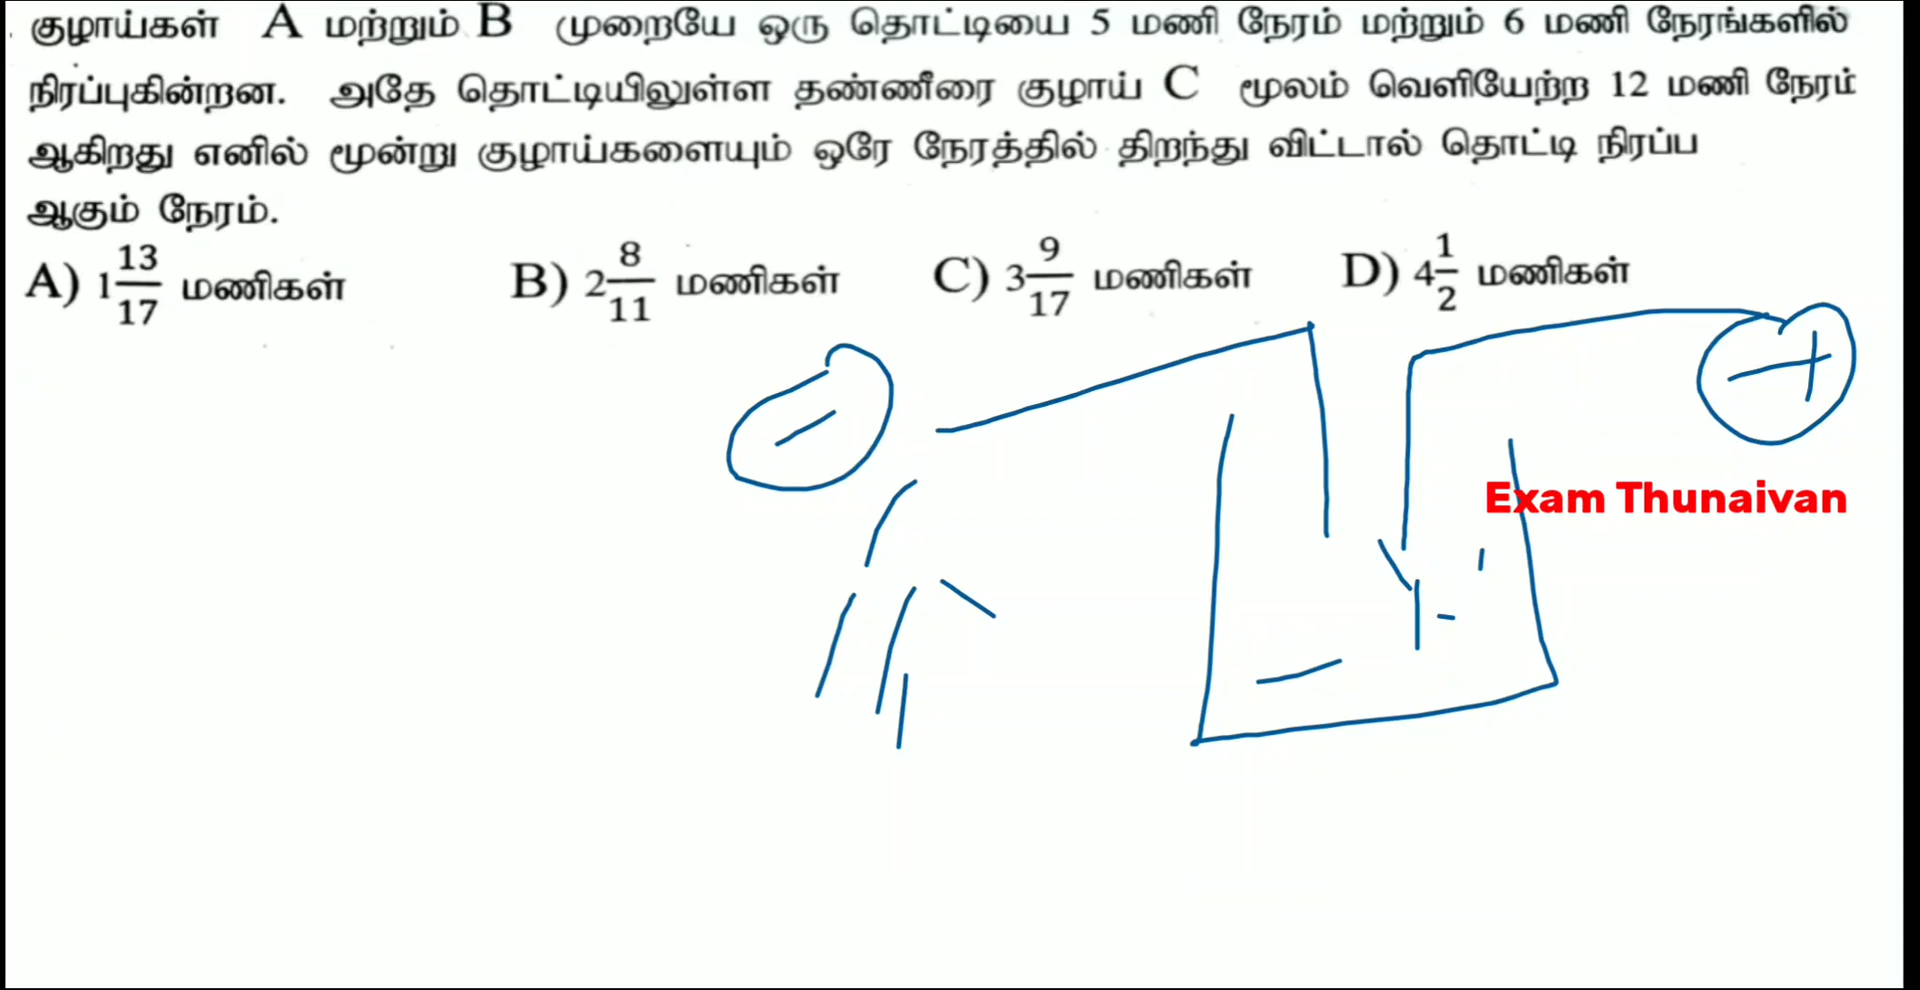 குழாய்கள் A மற்றும் B முறையே ஒரு தொட்டியை 5 மணி நேரம் மற்றும் 6 மணி நேரங்களில்
நிரப்புகின்றன. அதே தொட்டியிலுள்ள தண்ணீரை குழாய் C மூலம் வெளியேற்ற 12 மணி நேரம்
ஆகிறது எனில் மூன்று குழாய்களையும் ஒரே நேரத்தில் திறந்து விட்டால் தொட்டி நிரப்ப
ஆகும் நேரம்.
A) 1 13/17 மணிகள் B) 2 8/11 மணிகள் C) 3 9/17 மணிகள் D) 4 1/2 மணிகள்
- +
Exam Thunaivan